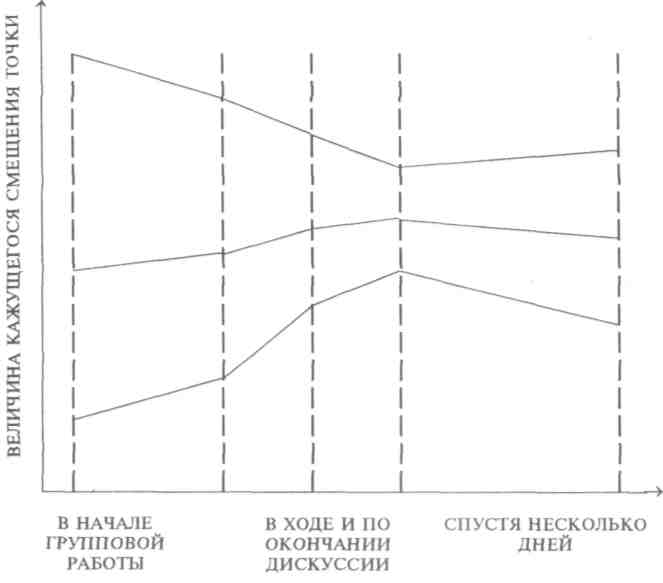 ВЕЛИЧИНА КАЖУЩЕГОСЯ СМЕЩЕНИЯ ТОЧКИ
В НАЧАЛЕ
ГРУППОВОЙ
РАБОТЫ
В ХОДЕ И ПО
ОКОНЧАНИИ
ДИСКУССИИ
СПУСТЯ НЕСКОЛЬКО
ДНЕЙ